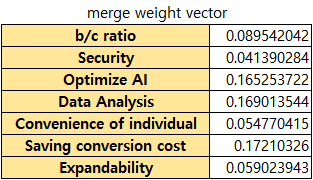 merge weight vector
b/c ratio 0.089542042
Security 0.041390284
Optimize AI 0.165253722
Data Analysis 0.169013544
Convenience of individual 0.054770415
Saving conversion cost 0.17210326
Expandability 0.059023943